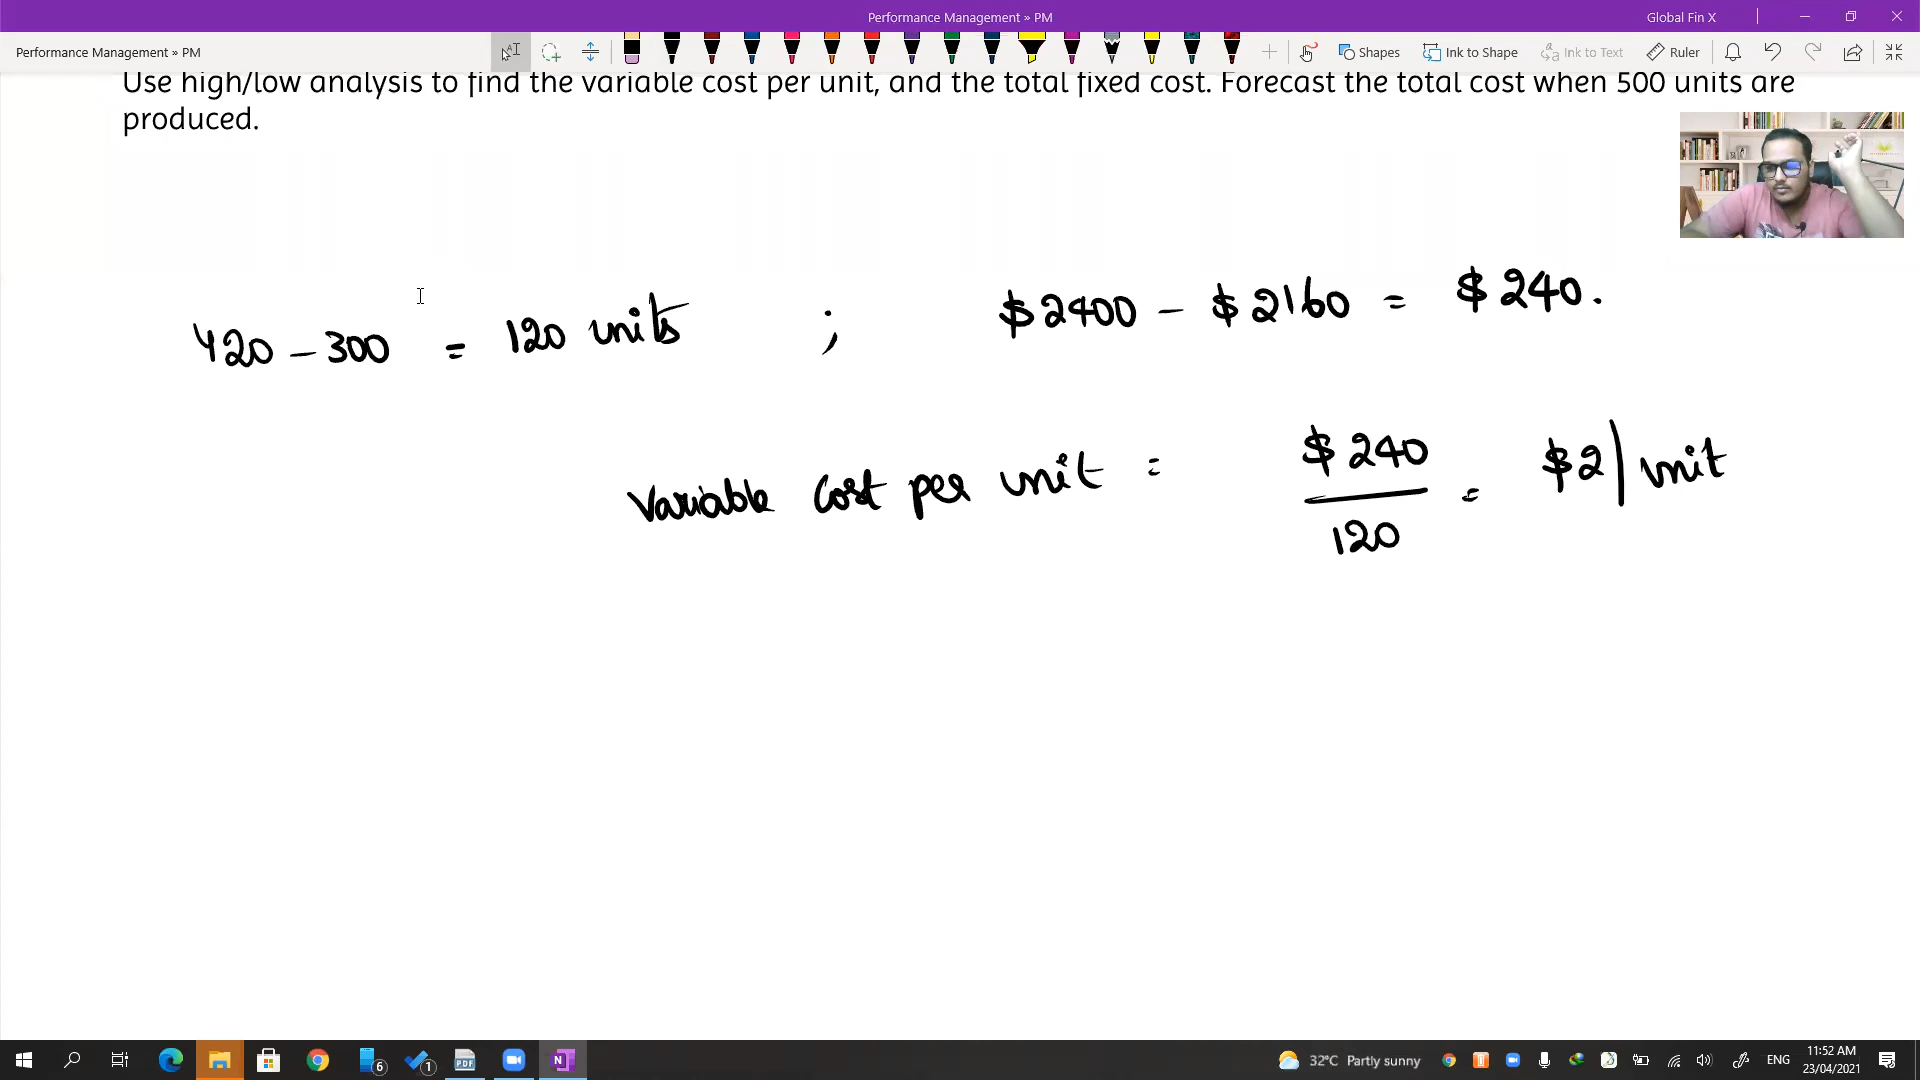 Performance Management » PM
Global Fin X
Performance Management » PM
Shapes
Ink to Shape
Ink to Text
Ruler
Use high/low analysis to find the variable cost per unit, and the total fixed cost. Forecast the total cost when 500 units are
produced.
420 - 300 = 120 units ; $2400 - $2160 = $240.
variable cost per unit = $240 / 120 = $2/unit
6
1
PDF
N
32°C Partly sunny
ENG
11:52 AM
23/04/2021